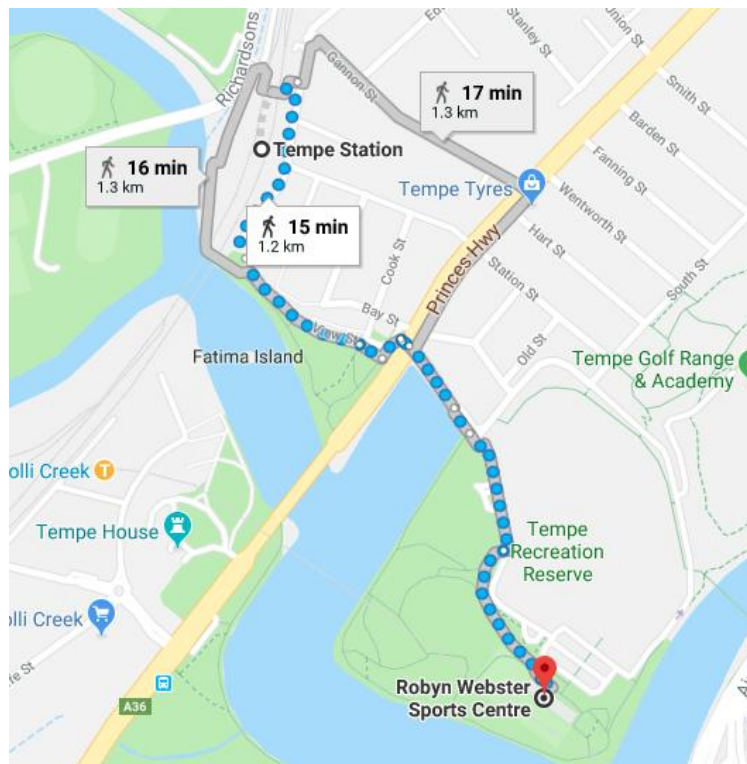 Richardsons
Union St
Stanley St
Smith St
Gannon St
17 min
1.3 km
Barden St
Tempe Station
16 min
1.3 km
Fanning St
Tempe Tyres
Wentworth St
15 min
1.2 km
Cook St
Princes Hwy
Hart St
South St
Station St
Bay St
View St
Old St
Fatima Island
Tempe Golf Range
& Academy
olli Creek
T
Tempe House
Tempe
Recreation
Reserve
olli Creek
Robyn Webster
Sports Centre
A36